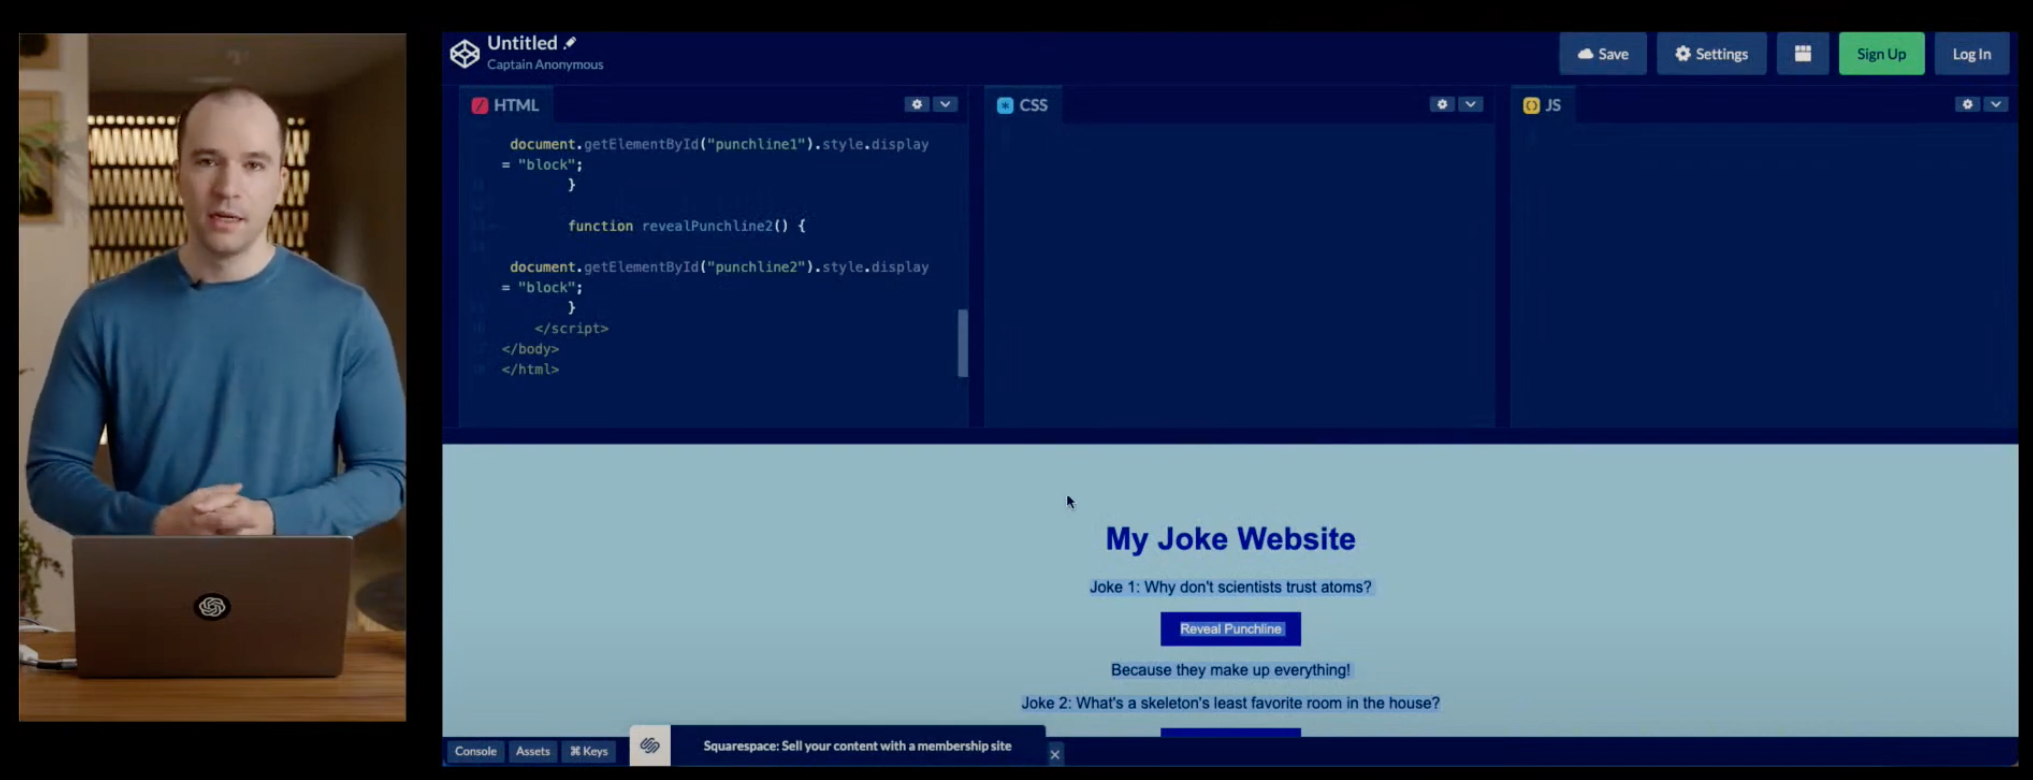 Untitled
Captain Anonymous
Save
Settings
Sign Up
Log In
HTML
CSS
JS
document.getElementById("punchline1").style.display
= "block";
}
function revealPunchline2() {
document.getElementById("punchline2").style.display
= "block";
}
</script>
</body>
</html>
My Joke Website
Joke 1: Why don't scientists trust atoms?
Reveal Punchline
Because they make up everything!
Joke 2: What's a skeleton's least favorite room in the house?
Console
Assets
⌘ Keys
Squarespace: Sell your content with a membership site
×